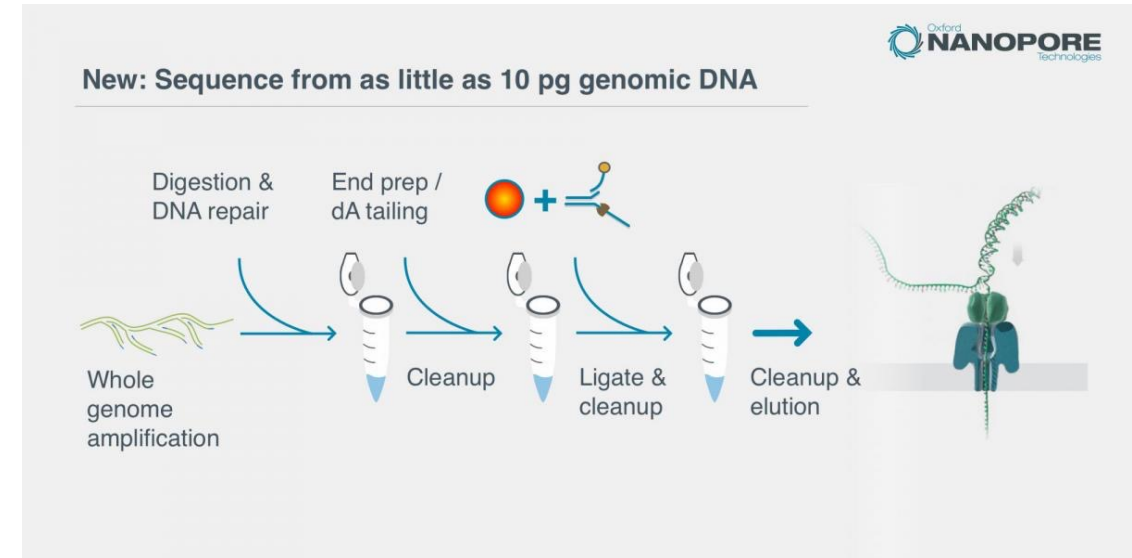 Oxford
NANOPORE
Technologies
New: Sequence from as little as 10 pg genomic DNA
Digestion &
DNA repair
End prep /
dA tailing
+
Whole
genome
amplification
Cleanup
Ligate &
cleanup
Cleanup &
elution